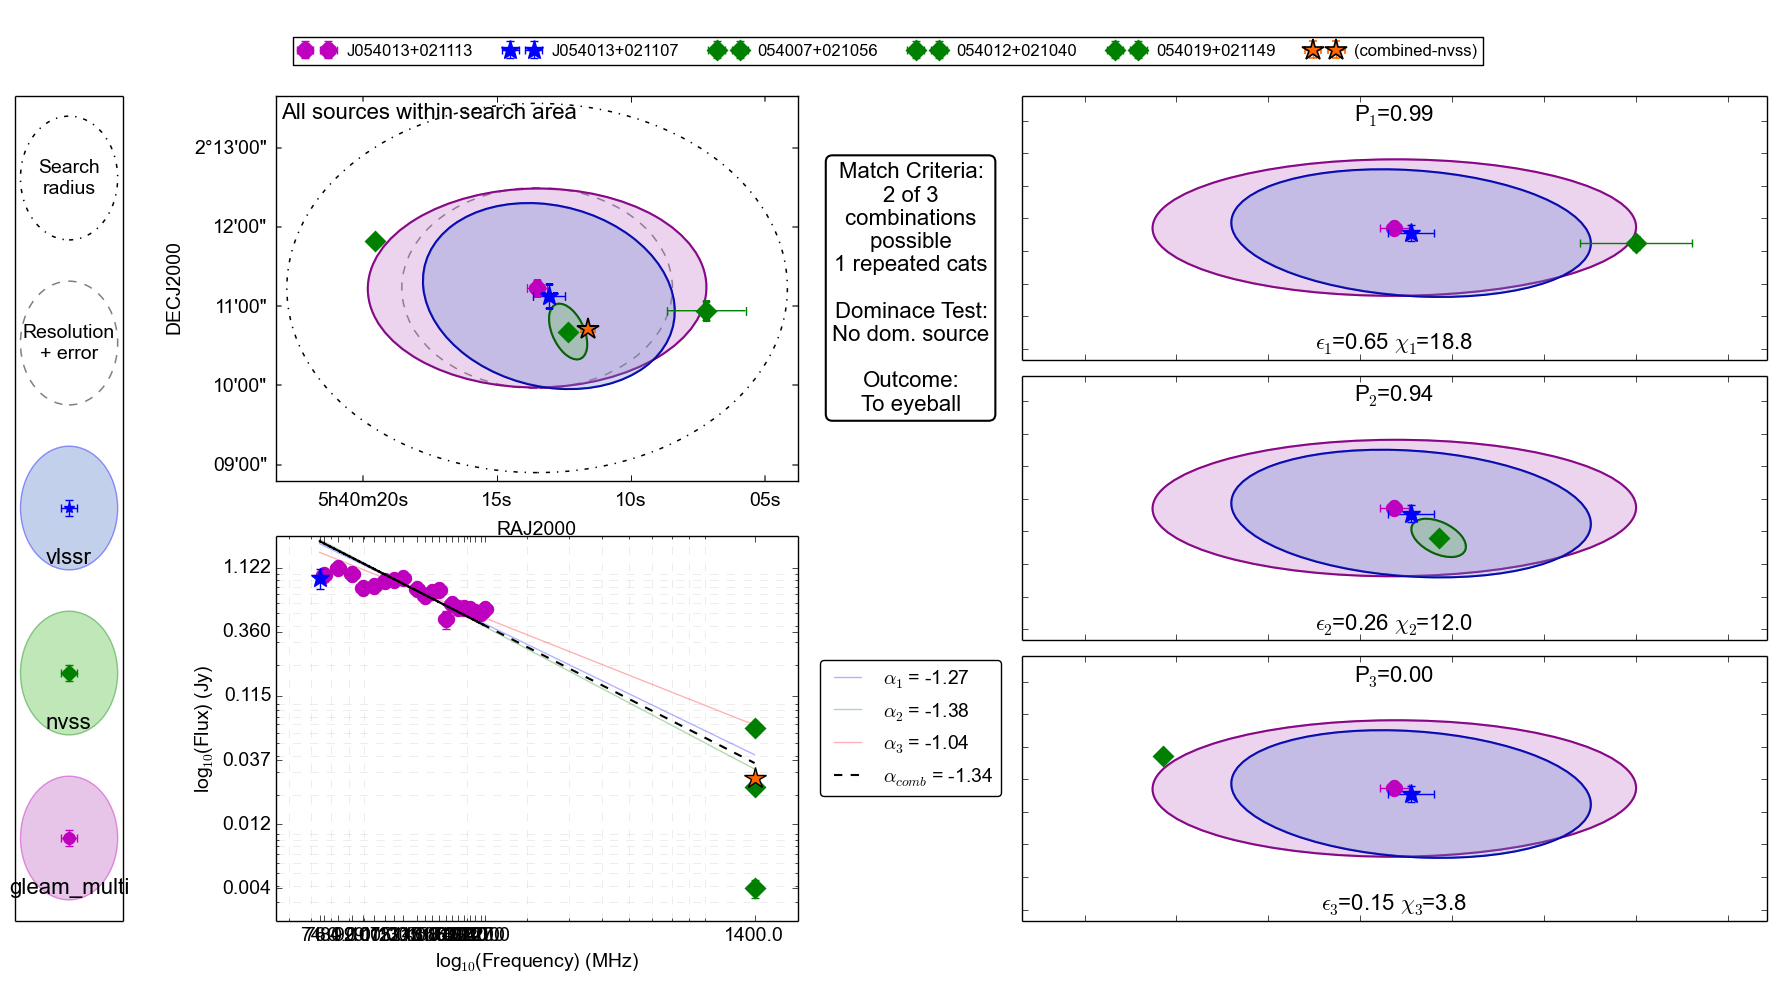 J054013+021113 J054013+021107 054007+021056 054012+021040 054019+021149 (combined-nvss)
Search
radius
Resolution
+ error
vlssr
nvss
gleam_multi
All sources within search area
DECJ2000
2°13'00"
12'00"
11'00"
10'00"
09'00"
5h40m20s 15s 10s 05s
RAJ2000
Match Criteria:
2 of 3
combinations
possible
1 repeated cats
Dominace Test:
No dom. source
Outcome:
To eyeball
log10(Flux) (Jy)
1.122
0.360
0.115
0.037
0.012
0.004
1400.0
log10(Frequency) (MHz)
α1 = -1.27
α2 = -1.38
α3 = -1.04
αcomb = -1.34
P1=0.99
ϵ1=0.65 χ1=18.8
P2=0.94
ϵ2=0.26 χ2=12.0
P3=0.00
ϵ3=0.15 χ3=3.8